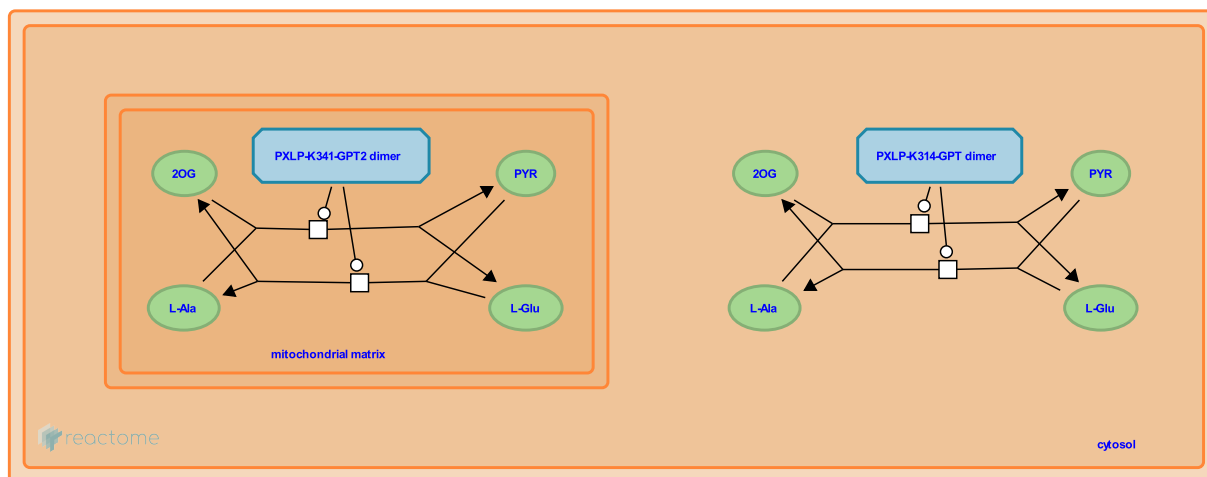 PXLP-K341-GPT2 dimer
2OG
PYR
L-Ala
L-Glu
mitochondrial matrix
PXLP-K314-GPT dimer
2OG
PYR
L-Ala
L-Glu
reactome
cytosol